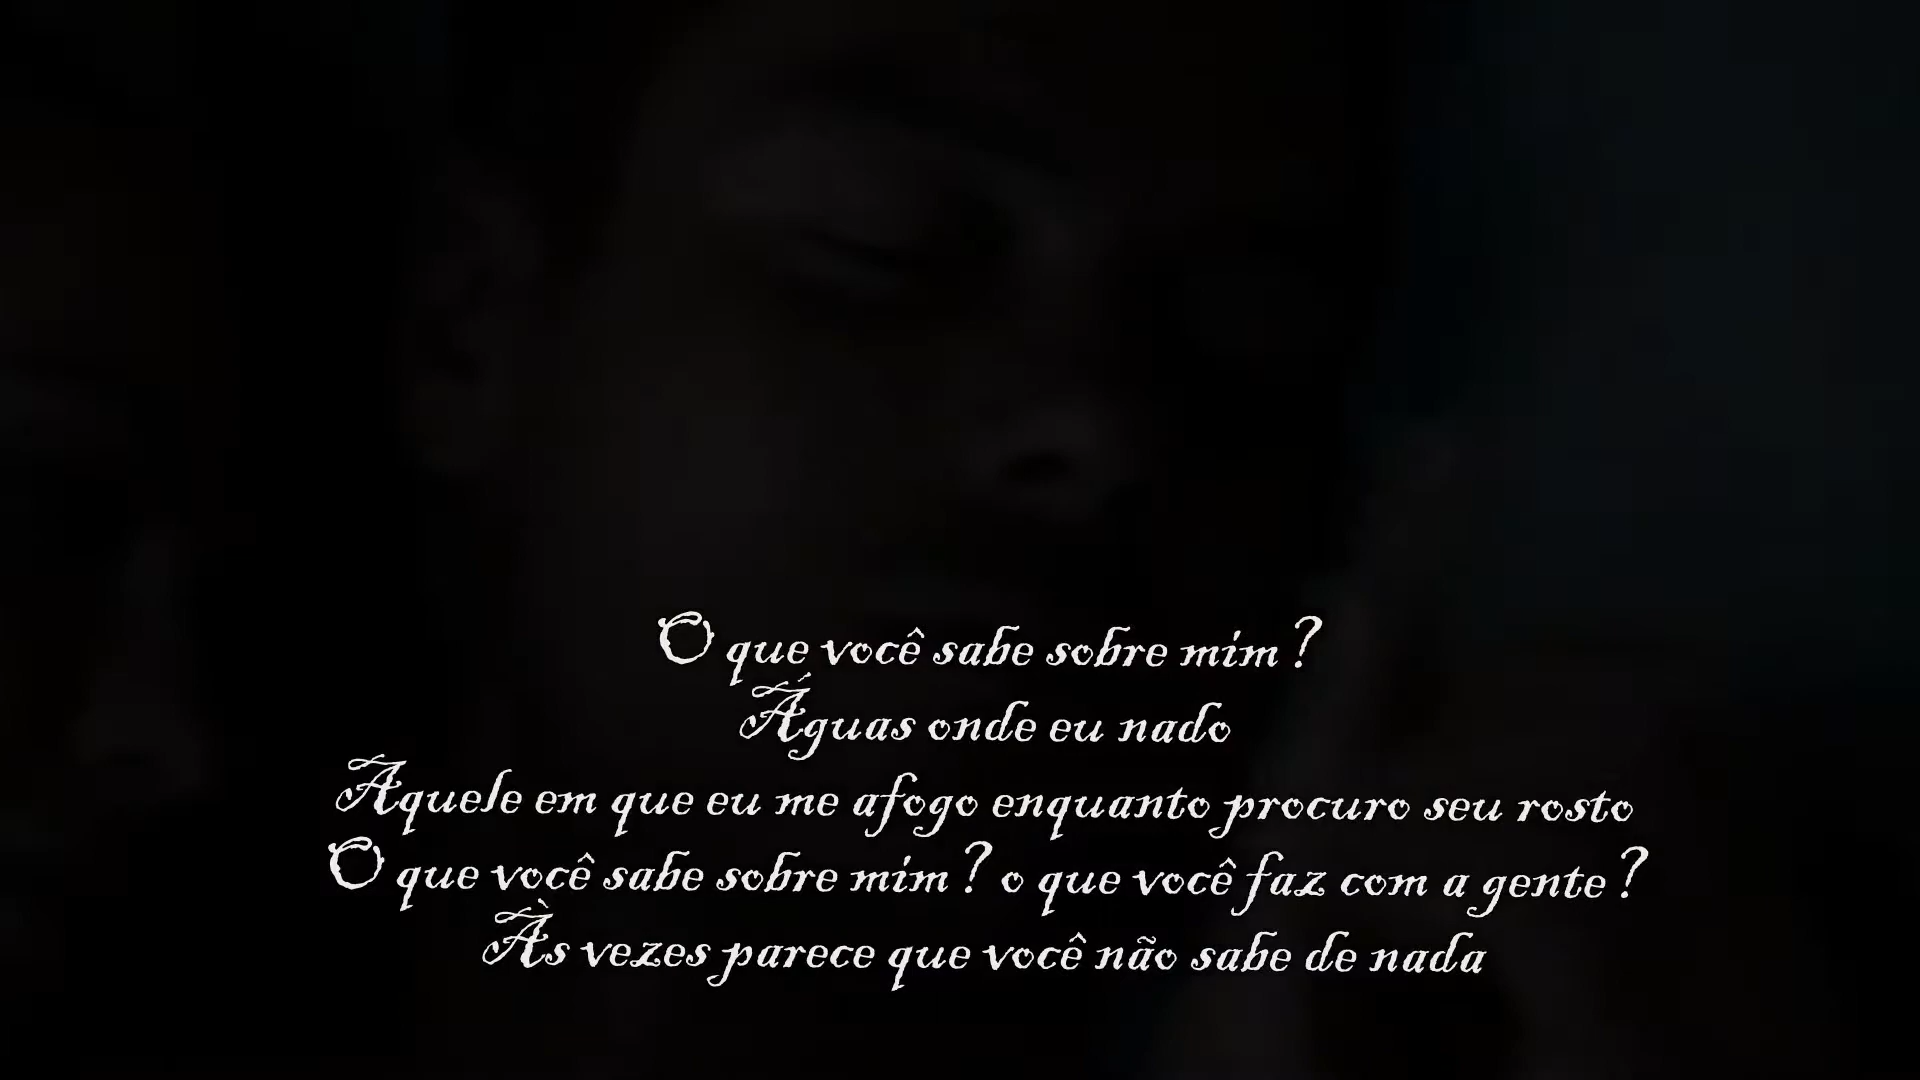 O que você sabe sobre mim?
Águas onde eu nado
Aquele em que eu me afogo enquanto procuro seu rosto
O que você sabe sobre mim? o que você faz com a gente?
Às vezes parece que você não sabe de nada